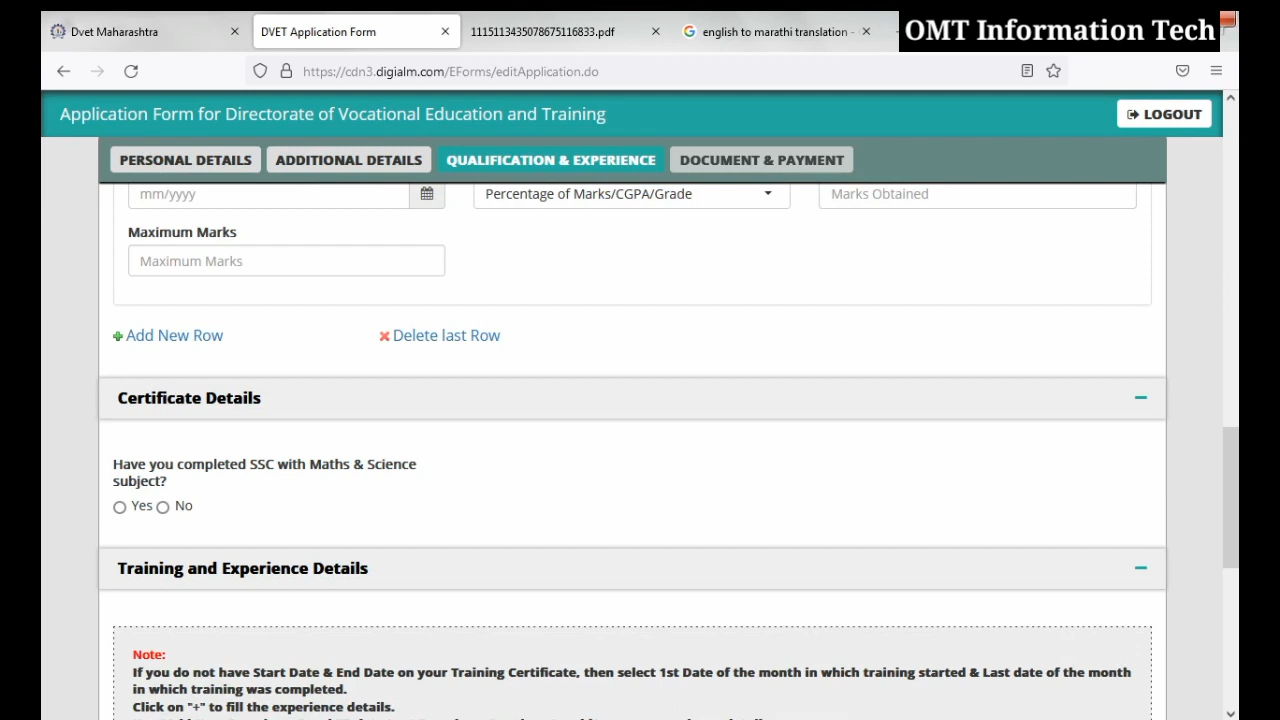 Dvet Maharashtra
DVET Application Form
1115113435078675116833.pdf
english to marathi translation -
OMT Information Tech
https://cdn3.digialm.com/EForms/editApplication.do
Application Form for Directorate of Vocational Education and Training
LOGOUT
PERSONAL DETAILS
ADDITIONAL DETAILS
QUALIFICATION & EXPERIENCE
DOCUMENT & PAYMENT
mm/yyyy
Percentage of Marks/CGPA/Grade
Marks Obtained
Maximum Marks
Maximum Marks
Add New Row
Delete last Row
Certificate Details
Have you completed SSC with Maths & Science
subject?
Yes No
Training and Experience Details
Note:
If you do not have Start Date & End Date on your Training Certificate, then select 1st Date of the month in which training started & Last date of the month
in which training was completed.
Click on "+" to fill the experience details.